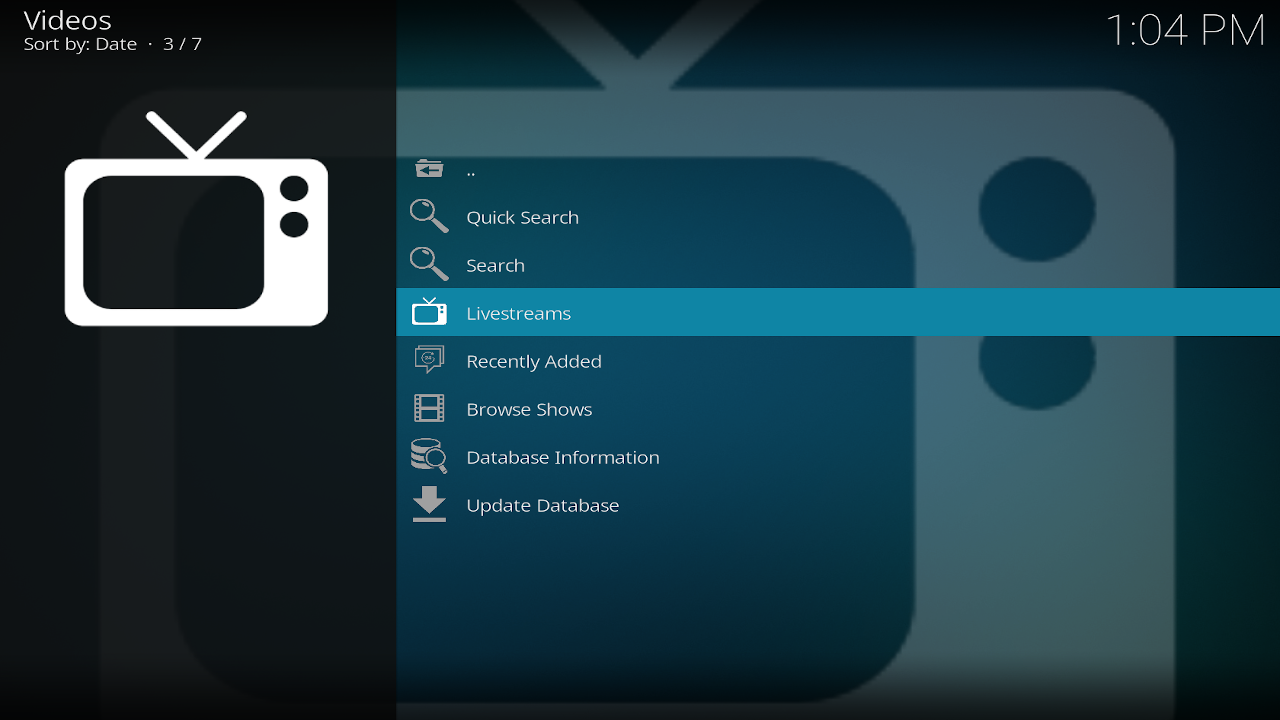 Videos
Sort by: Date · 3 / 7
1:04 PM
..
Quick Search
Search
Livestreams
Recently Added
Browse Shows
Database Information
Update Database